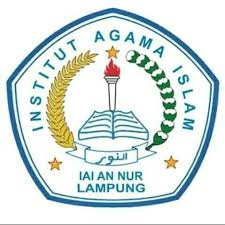 INSTITUT AGAMA ISLAM
النور
IAI AN NUR
LAMPUNG